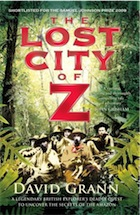 SHORTLISTED FOR THE SAMUEL JOHNSON PRIZE 2009
THE
LOST
CITY
OF
Z
DAVID GRANN
A LEGENDARY BRITISH EXPLORER'S DEADLY QUEST
TO UNCOVER THE SECRETS OF THE AMAZON